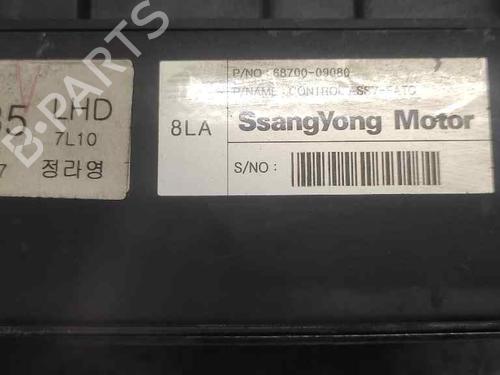 35 LHD
7L10
7 정라영
8LA
P/NO : 68700-09080
P/NAME : CONTROL ASSY-FATC
SsangYong Motor
S/NO :
B-PARTS